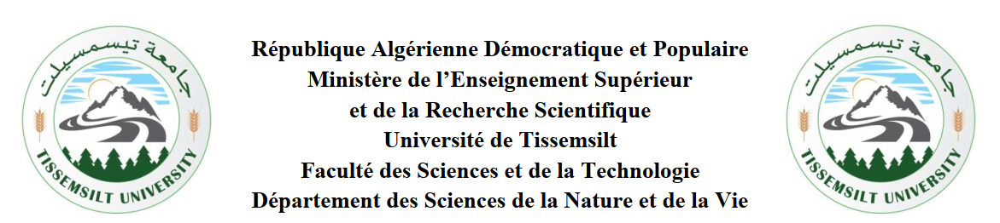 جامعة تيسمسيلت
TISSEMSILT UNIVERSITY
République Algérienne Démocratique et Populaire
Ministère de l’Enseignement Supérieur
et de la Recherche Scientifique
Université de Tissemsilt
Faculté des Sciences et de la Technologie
Département des Sciences de la Nature et de la Vie
جامعة تيسمسيلت
TISSEMSILT UNIVERSITY